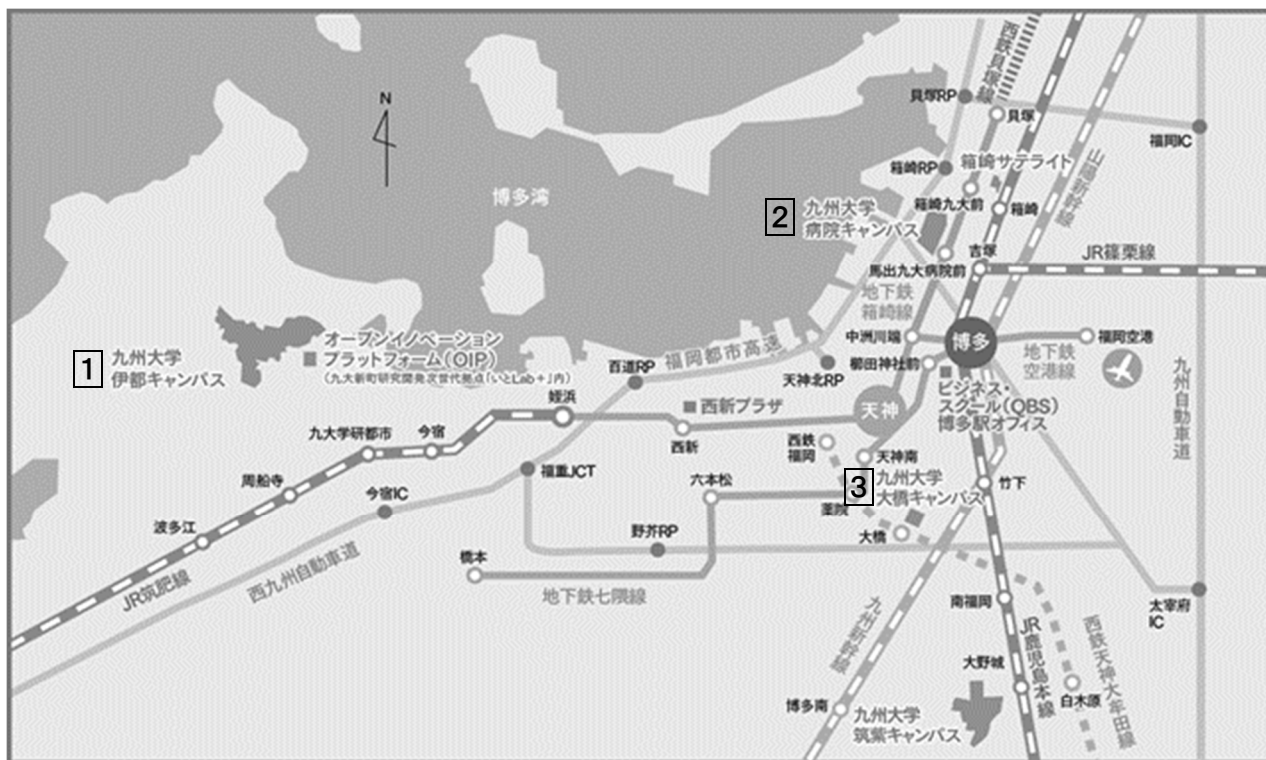 西鉄貝塚線
貝塚RP
貝塚
福岡IC
N
箱崎RP
箱崎サテライト
山陽新幹線
博多湾
2
九州大学
病院キャンパス
箱崎九大前
箱崎
吉塚
JR篠栗線
馬出九大病院前
地下鉄
箱崎線
中洲川端
博多
福岡空港
地下鉄
空港線
櫛田神社前
九州自動車道
1
九州大学
伊都キャンパス
オープンイノベーション
プラットフォーム(OIP)
(九大新町研究開発次世代拠点「いとLab+」内)
福岡都市高速
百道RP
天神北RP
ビジネス・
スクール(QBS)
博多駅オフィス
姪浜
西新プラザ
天神
九大学研都市
今宿
西新
西鉄
福岡
天神南
福重JCT
六本松
3
九州大学
大橋キャンパス
竹下
周船寺
今宿IC
薬院
波多江
野芥RP
大橋
橋本
JR筑肥線
西九州自動車道
地下鉄七隈線
南福岡
太宰府
IC
九州新幹線
JR鹿児島本線
西鉄天神大牟田線
大野城
白木原
博多南
九州大学
筑紫キャンパス